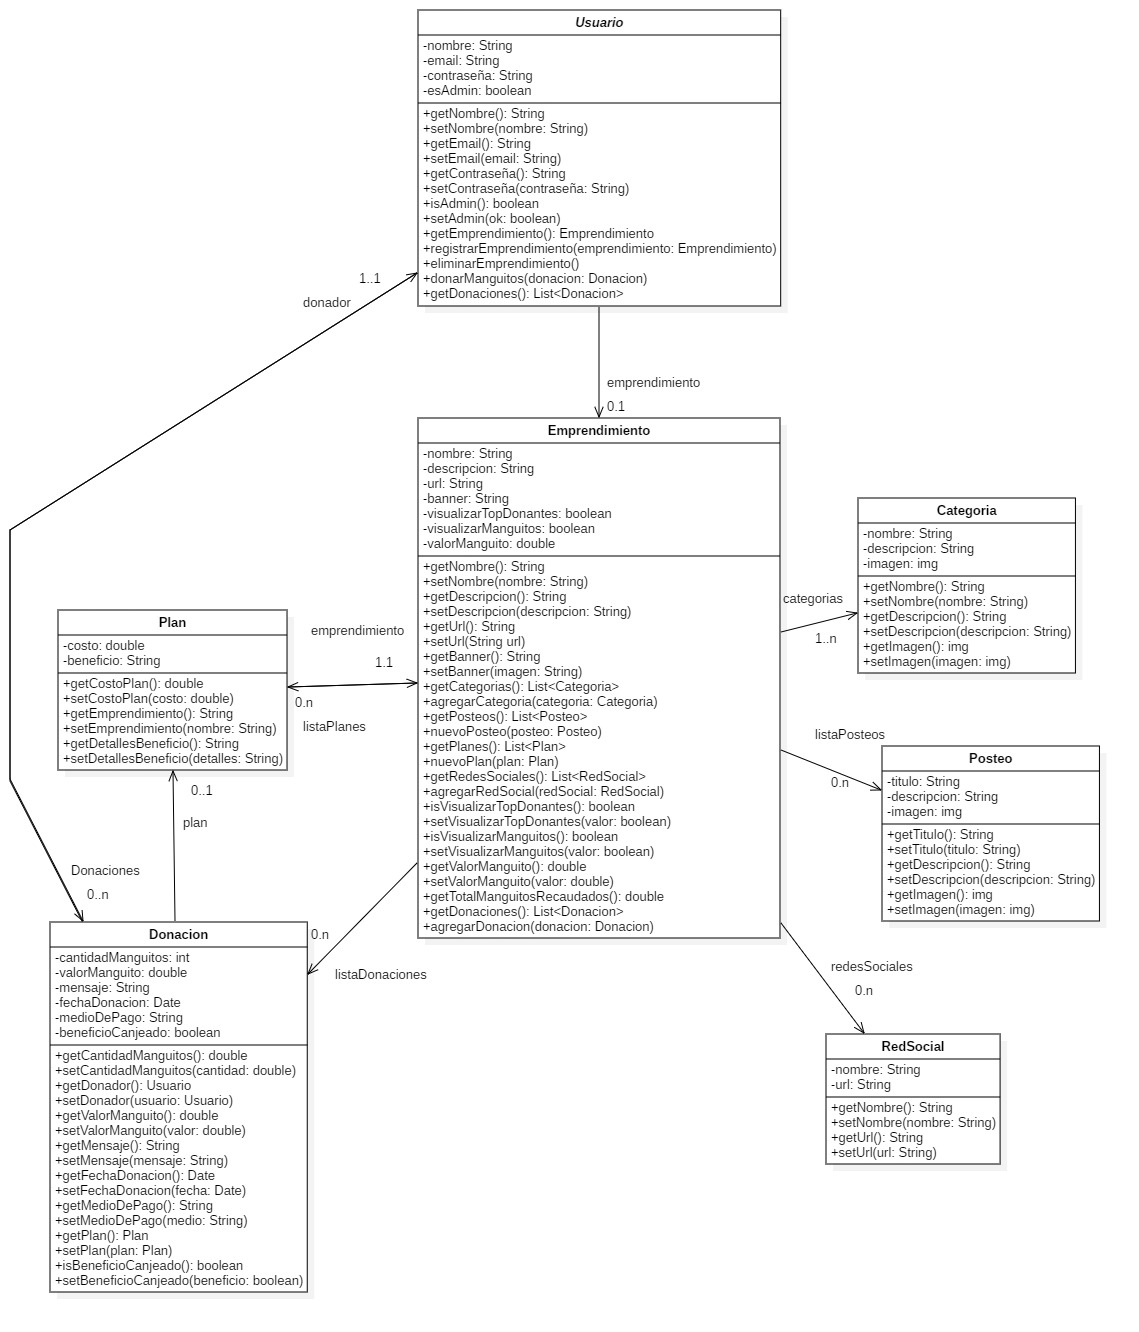 Usuario
-nombre: String
-email: String
-contraseña: String
-esAdmin: boolean
+getNombre(): String
+setNombre(nombre: String)
+getEmail(): String
+setEmail(email: String)
+getContraseña(): String
+setContraseña(contraseña: String)
+isAdmin(): boolean
+setAdmin(ok: boolean)
+getEmprendimiento(): Emprendimiento
+registrarEmprendimiento(emprendimiento: Emprendimiento)
+eliminarEmprendimiento()
+donarManguitos(donacion: Donacion)
+getDonaciones(): List<Donacion>
1..1
donador
emprendimiento
0.1
Emprendimiento
-nombre: String
-descripcion: String
-url: String
-banner: String
-visualizarTopDonantes: boolean
-visualizarManguitos: boolean
-valorManguito: double
+getNombre(): String
+setNombre(nombre: String)
+getDescripcion(): String
+setDescripcion(descripcion: String)
+getUrl(): String
+setUrl(String url)
+getBanner(): String
+setBanner(imagen: String)
+getCategorias(): List<Categoria>
+agregarCategoria(categoria: Categoria)
+getPosteos(): List<Posteo>
+nuevoPosteo(posteo: Posteo)
+getPlanes(): List<Plan>
+nuevoPlan(plan: Plan)
+getRedesSociales(): List<RedSocial>
+agregarRedSocial(redSocial: RedSocial)
+isVisualizarTopDonantes(): boolean
+setVisualizarTopDonantes(valor: boolean)
+isVisualizarManguitos(): boolean
+setVisualizarManguitos(valor: boolean)
+getValorManguito(): double
+setValorManguito(valor: double)
+getTotalManguitosRecaudados(): double
+getDonaciones(): List<Donacion>
+agregarDonacion(donacion: Donacion)
categorias
1..n
Categoria
-nombre: String
-descripcion: String
-imagen: img
+getNombre(): String
+setNombre(nombre: String)
+getDescripcion(): String
+setDescripcion(descripcion: String)
+getImagen(): img
+setImagen(imagen: img)
emprendimiento
1.1
0.n
listaPlanes
Plan
-costo: double
-beneficio: String
+getCostoPlan(): double
+setCostoPlan(costo: double)
+getEmprendimiento(): String
+setEmprendimiento(nombre: String)
+getDetallesBeneficio(): String
+setDetallesBeneficio(detalles: String)
0..1
plan
listaPosteos
0.n
Posteo
-titulo: String
-descripcion: String
-imagen: img
+getTitulo(): String
+setTitulo(titulo: String)
+getDescripcion(): String
+setDescripcion(descripcion: String)
+getImagen(): img
+setImagen(imagen: img)
Donaciones
0..n
0.n
listaDonaciones
Donacion
-cantidadManguitos: int
-valorManguito: double
-mensaje: String
-fechaDonacion: Date
-medioDePago: String
-beneficioCanjeado: boolean
+getCantidadManguitos(): double
+setCantidadManguitos(cantidad: double)
+getDonador(): Usuario
+setDonador(usuario: Usuario)
+getValorManguito(): double
+setValorManguito(valor: double)
+getMensaje(): String
+setMensaje(mensaje: String)
+getFechaDonacion(): Date
+setFechaDonacion(fecha: Date)
+getMedioDePago(): String
+setMedioDePago(medio: String)
+getPlan(): Plan
+setPlan(plan: Plan)
+isBeneficioCanjeado(): boolean
+setBeneficioCanjeado(beneficio: boolean)
redesSociales
0.n
RedSocial
-nombre: String
-url: String
+getNombre(): String
+setNombre(nombre: String)
+getUrl(): String
+setUrl(url: String)